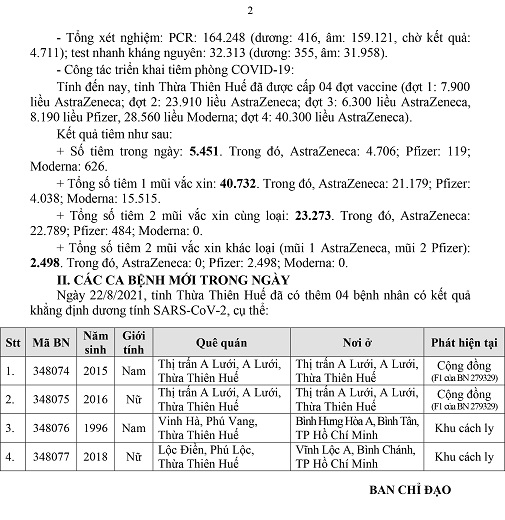 2
- Tổng xét nghiệm: PCR: 164.248 (dương: 416, âm: 159.121, chờ kết quả:
4.711); test nhanh kháng nguyên: 32.313 (dương: 355, âm: 31.958).
- Công tác triển khai tiêm phòng COVID-19:
Tính đến nay, tỉnh Thừa Thiên Huế đã được cấp 04 đợt vaccine (đợt 1: 7.900
liều AstraZeneca; đợt 2: 23.910 liều AstraZeneca; đợt 3: 6.300 liều AstraZeneca,
8.190 liều Pfizer, 28.560 liều Moderna; đợt 4: 40.300 liều AstraZeneca).
Kết quả tiêm như sau:
+ Số tiêm trong ngày: 5.451. Trong đó, AstraZeneca: 4.706; Pfizer: 119;
Moderna: 626.
+ Tổng số tiêm 1 mũi vắc xin: 40.732. Trong đó, AstraZeneca: 21.179; Pfizer:
4.038; Moderna: 15.515.
+ Tổng số tiêm 2 mũi vắc xin cùng loại: 23.273. Trong đó, AstraZeneca:
22.789; Pfizer: 484; Moderna: 0.
+ Tổng số tiêm 2 mũi vắc xin khác loại (mũi 1 AstraZeneca, mũi 2 Pfizer):
2.498. Trong đó, AstraZeneca: 0; Pfizer: 2.498; Moderna: 0.
II. CÁC CA BỆNH MỚI TRONG NGÀY
Ngày 22/8/2021, tỉnh Thừa Thiên Huế đã có thêm 04 bệnh nhân có kết quả
khẳng định dương tính SARS-CoV-2, cụ thể:
Stt Mã BN Năm sinh Giới tính Quê quán Nơi ở Phát hiện tại
1. 348074 2015 Nam Thị trấn A Lưới, A Lưới, Thừa Thiên Huế Thị trấn A Lưới, A Lưới, Thừa Thiên Huế Cộng đồng (F1 của BN 279329)
2. 348075 2016 Nữ Thị trấn A Lưới, A Lưới, Thừa Thiên Huế Thị trấn A Lưới, A Lưới, Thừa Thiên Huế Cộng đồng (F1 của BN 279329)
3. 348076 1996 Nam Vinh Hà, Phú Vang, Thừa Thiên Huế Bình Hưng Hòa A, Bình Tân, TP Hồ Chí Minh Khu cách ly
4. 348077 2018 Nữ Lộc Điền, Phú Lộc, Thừa Thiên Huế Vĩnh Lộc A, Bình Chánh, TP Hồ Chí Minh Khu cách ly
BAN CHỈ ĐẠO